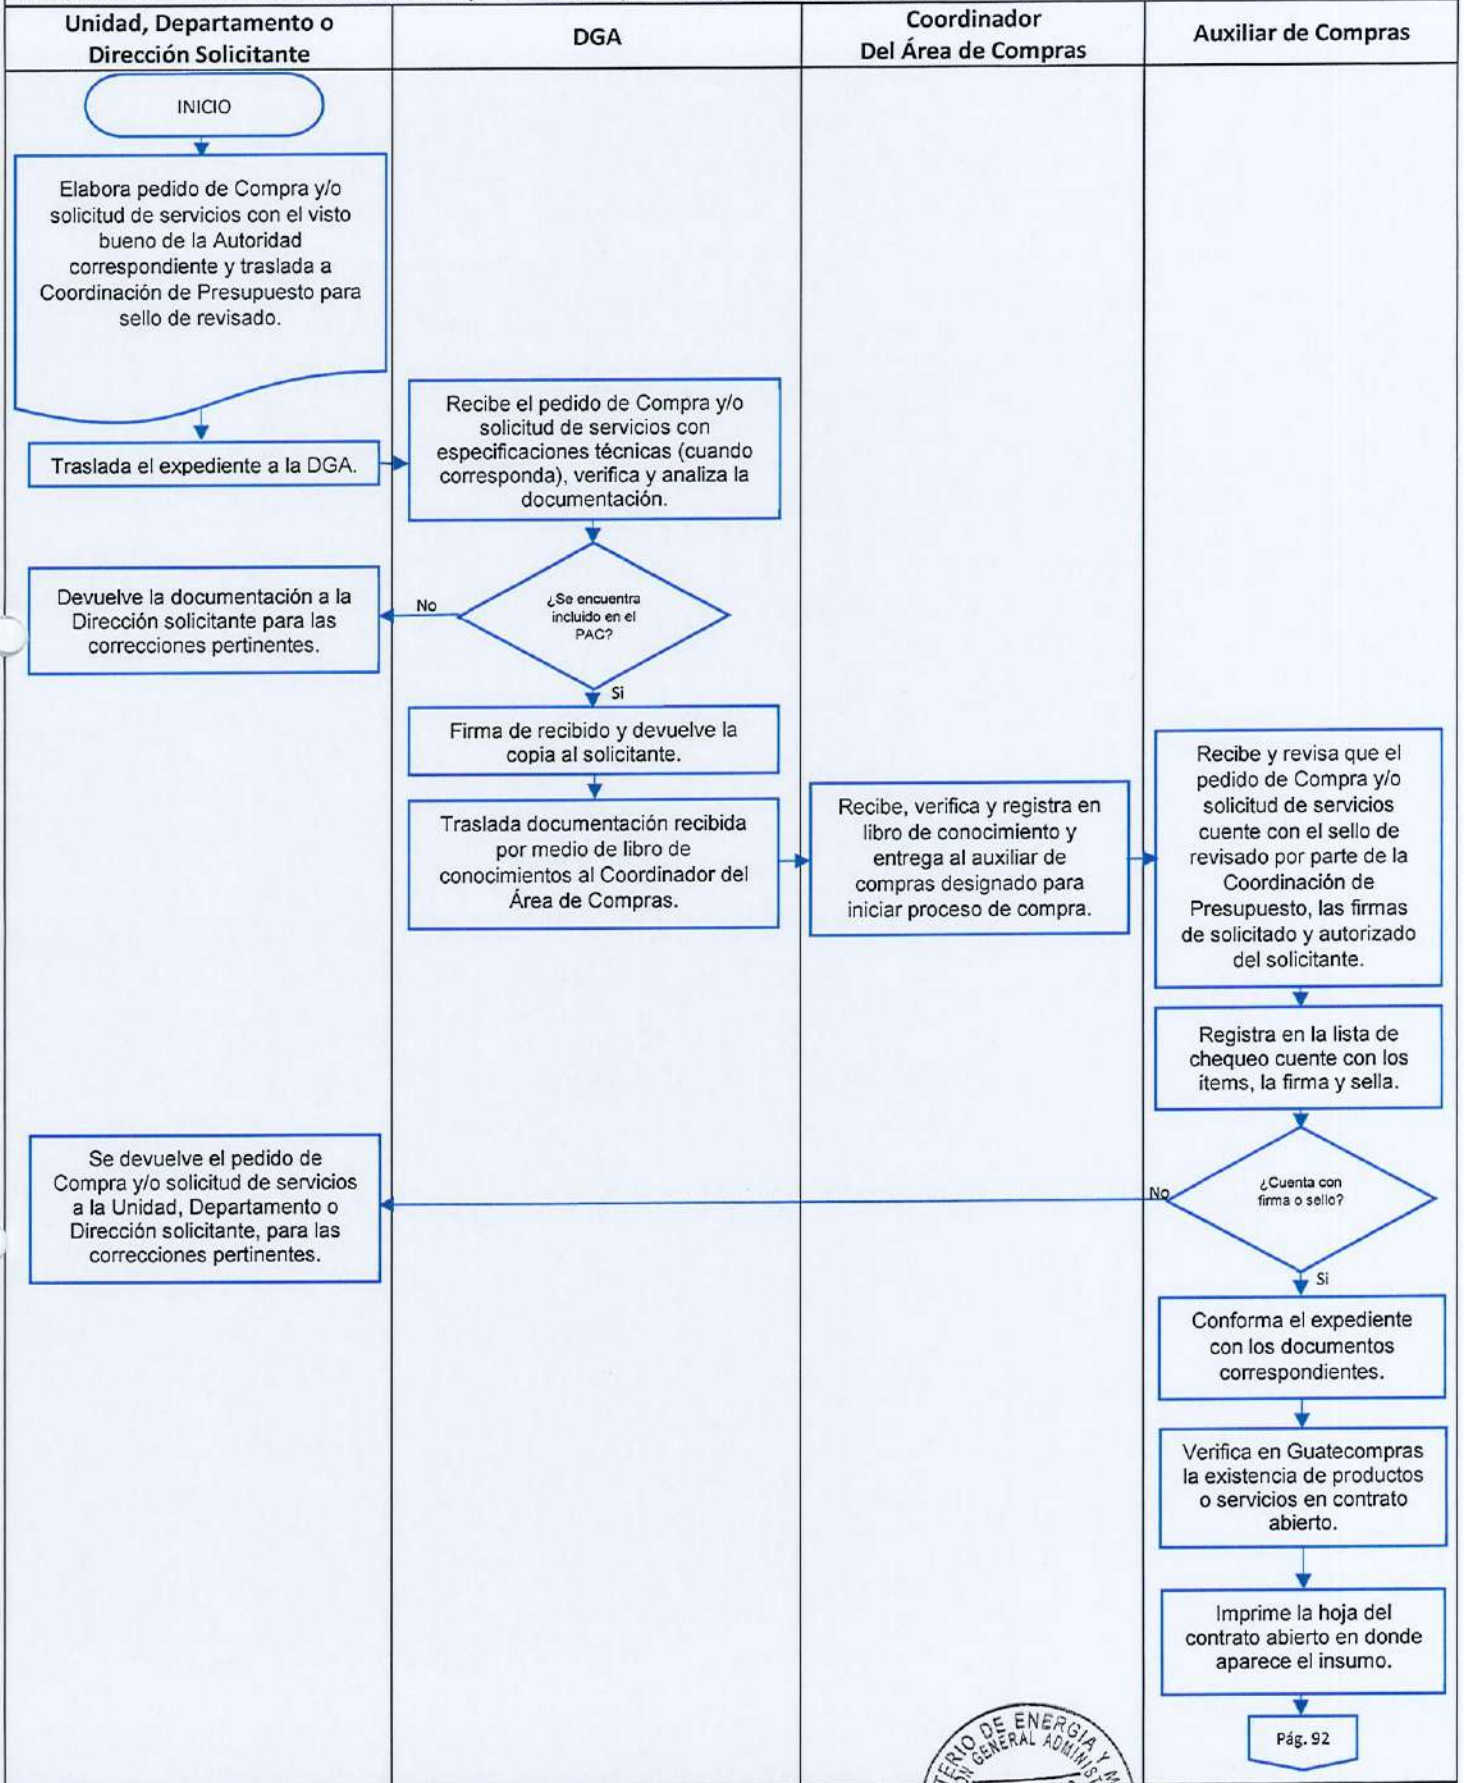 Unidad, Departamento o
Dirección Solicitante
DGA
Coordinador
Del Área de Compras
Auxiliar de Compras
INICIO
Elabora pedido de Compra y/o
solicitud de servicios con el visto
bueno de la Autoridad
correspondiente y traslada a
Coordinación de Presupuesto para
sello de revisado.
Traslada el expediente a la DGA.
Recibe el pedido de Compra y/o
solicitud de servicios con
especificaciones técnicas (cuando
corresponda), verifica y analiza la
documentación.
¿Se encuentra
incluido en el
PAC?
No
Devuelve la documentación a la
Dirección solicitante para las
correcciones pertinentes.
Si
Firma de recibido y devuelve la
copia al solicitante.
Traslada documentación recibida
por medio de libro de
conocimientos al Coordinador del
Área de Compras.
Recibe, verifica y registra en
libro de conocimiento y
entrega al auxiliar de
compras designado para
iniciar proceso de compra.
Recibe y revisa que el
pedido de Compra y/o
solicitud de servicios
cuente con el sello de
revisado por parte de la
Coordinación de
Presupuesto, las firmas
de solicitado y autorizado
del solicitante.
Registra en la lista de
chequeo cuente con los
items, la firma y sella.
¿Cuenta con
firma o sello?
No
Se devuelve el pedido de
Compra y/o solicitud de servicios
a la Unidad, Departamento o
Dirección solicitante, para las
correcciones pertinentes.
Si
Conforma el expediente
con los documentos
correspondientes.
Verifica en Guatecompras
la existencia de productos
o servicios en contrato
abierto.
Imprime la hoja del
contrato abierto en donde
aparece el insumo.
Pág. 92
DE ENERGIA Y
GENERAL